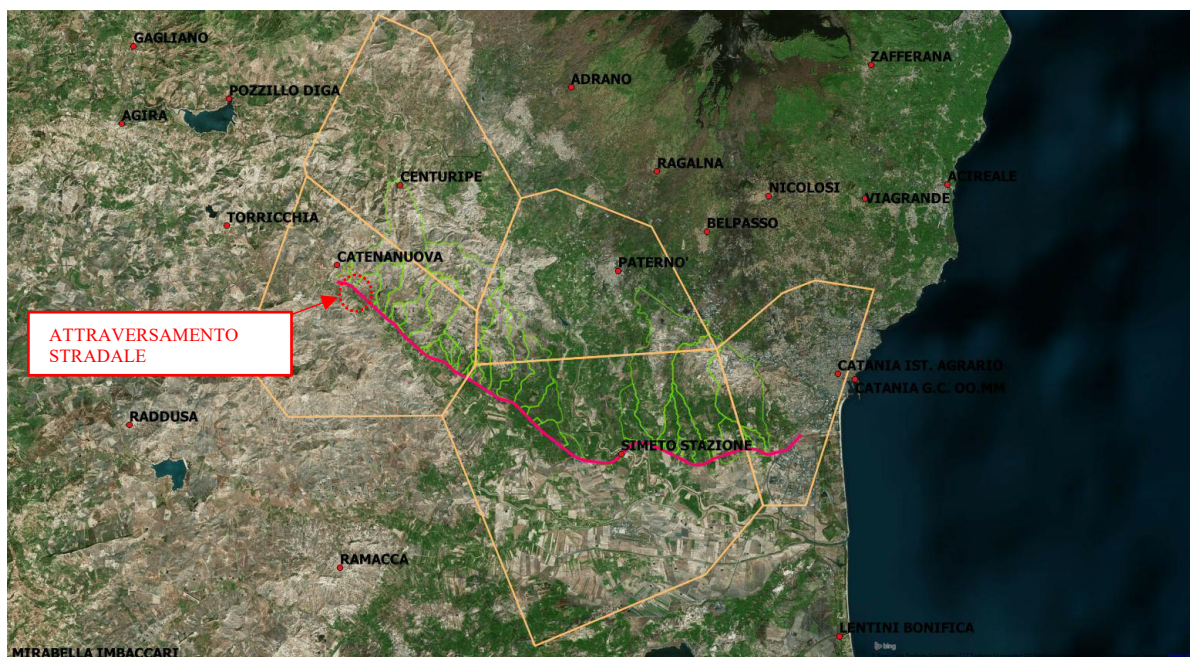 GAGLIANO
ZAFFERANA
ADRANO
POZZILLO DIGA
AGIRA
RAGALNA
CENTURIPE
ACIREALE
NICOLOSI
VIAGRANDE
TORRICCHIA
BELPASSO
CATENANUOVA
PATERNO'
ATTRAVERSAMENTO
STRADALE
CATANIA IST. AGRARIO
CATANIA G.C. OO.MM
RADDUSA
SIMETO STAZIONE
RAMACCA
LENTINI BONIFICA
bing
MIRABELLA IMBACCARI